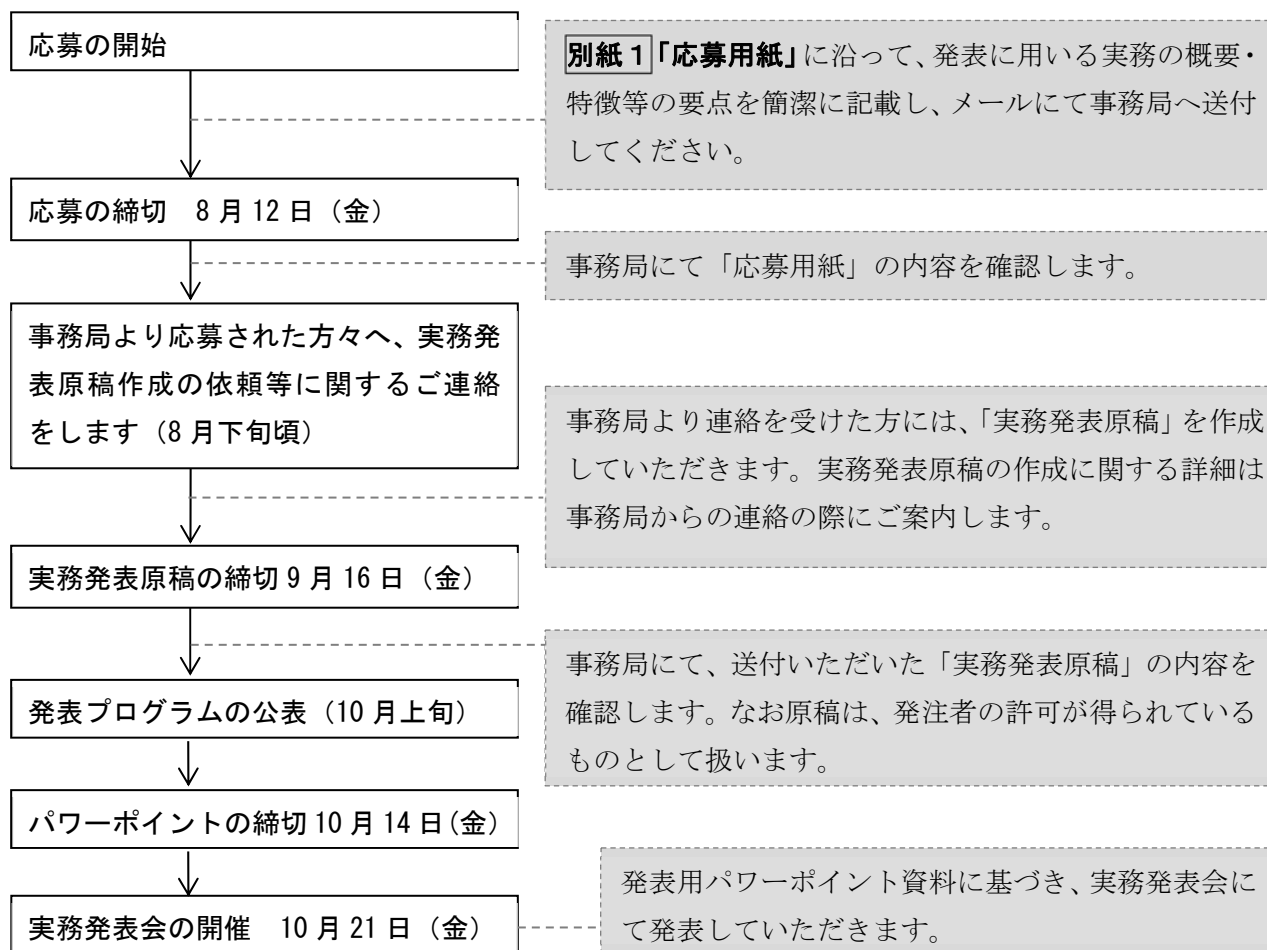 応募の開始
別紙1「応募用紙」に沿って、発表に用いる実務の概要・
特徴等の要点を簡潔に記載し、メールにて事務局へ送付
してください。
応募の締切　8月12日（金）
事務局にて「応募用紙」の内容を確認します。
事務局より応募された方々へ、実務発
表原稿作成の依頼等に関するご連絡
をします（8月下旬頃）
事務局より連絡を受けた方には、「実務発表原稿」を作成
していただきます。実務発表原稿の作成に関する詳細は
事務局からの連絡の際にご案内します。
実務発表原稿の締切9月16日（金）
事務局にて、送付いただいた「実務発表原稿」の内容を
確認します。なお原稿は、発注者の許可が得られている
ものとして扱います。
発表プログラムの公表（10月上旬）
パワーポイントの締切10月14日（金）
発表用パワーポイント資料に基づき、実務発表会に
て発表していただきます。
実務発表会の開催　10月21日（金）